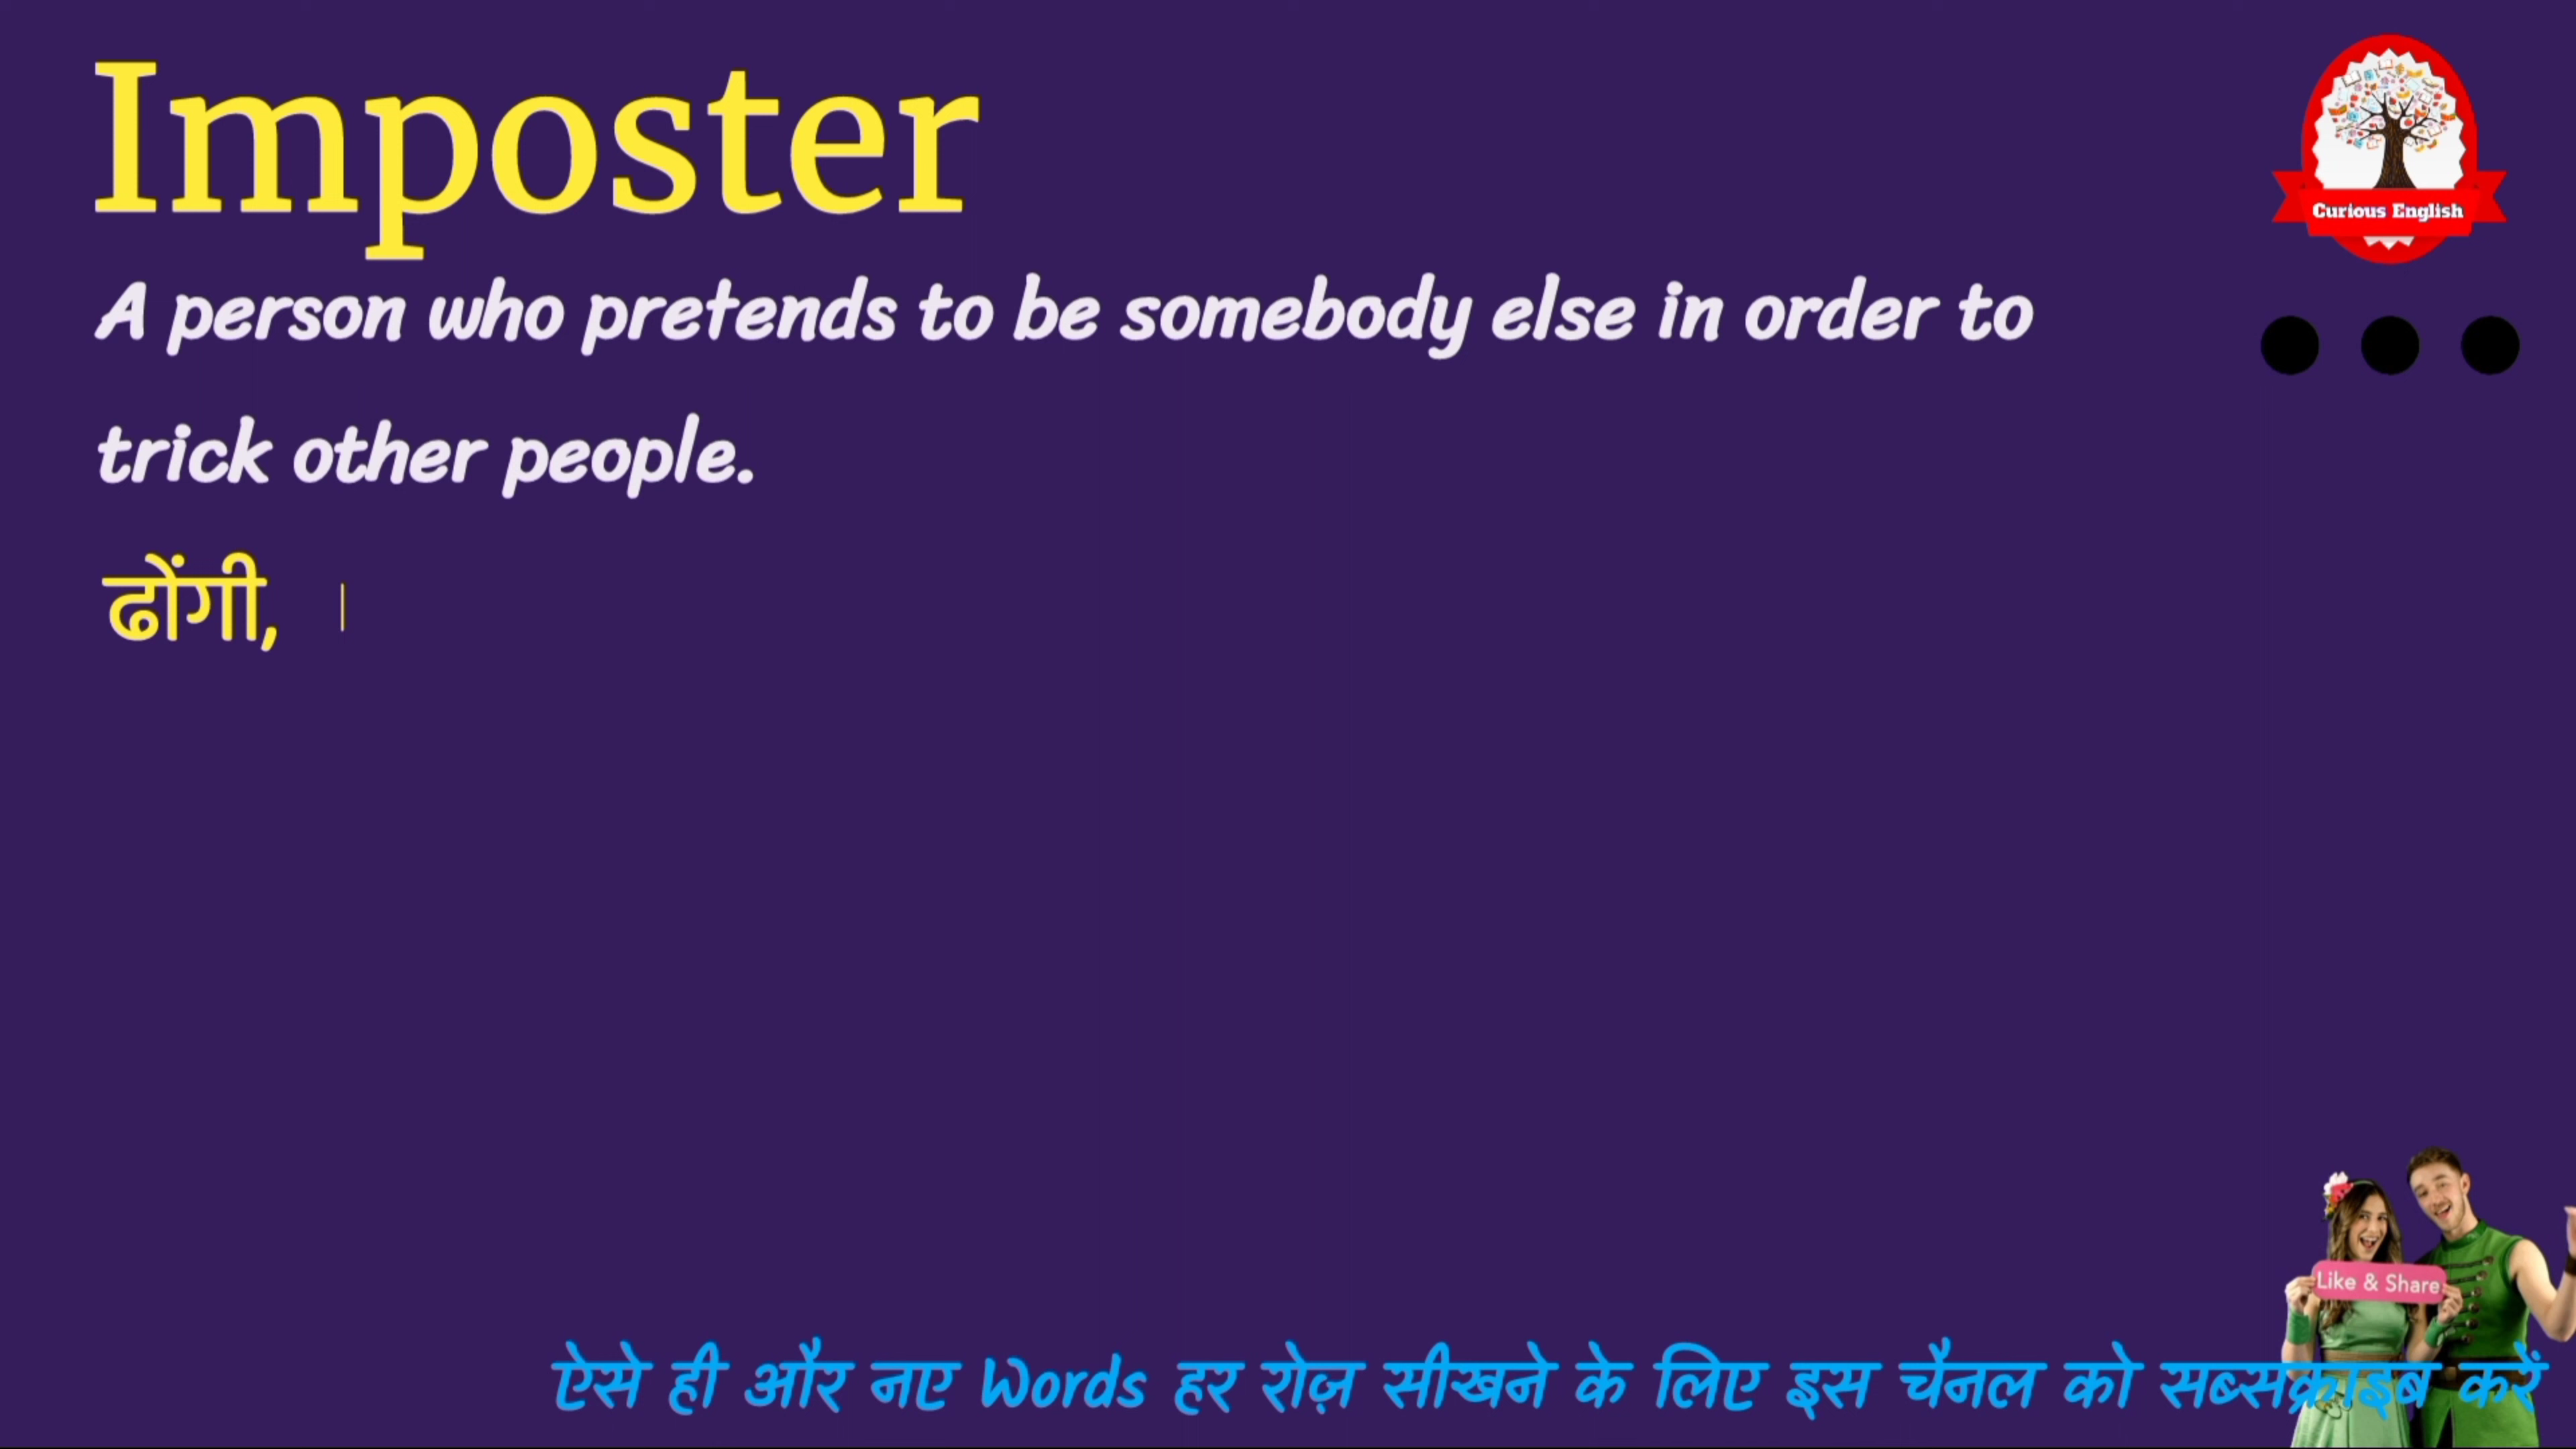 Imposter
Curious English
A person who pretends to be somebody else in order to
trick other people.
ढोंगी,
Like & Share
ऐसे ही और नए Words हर रोज़ सीखने के लिए इस चैनल को सब्सक्राइब करें